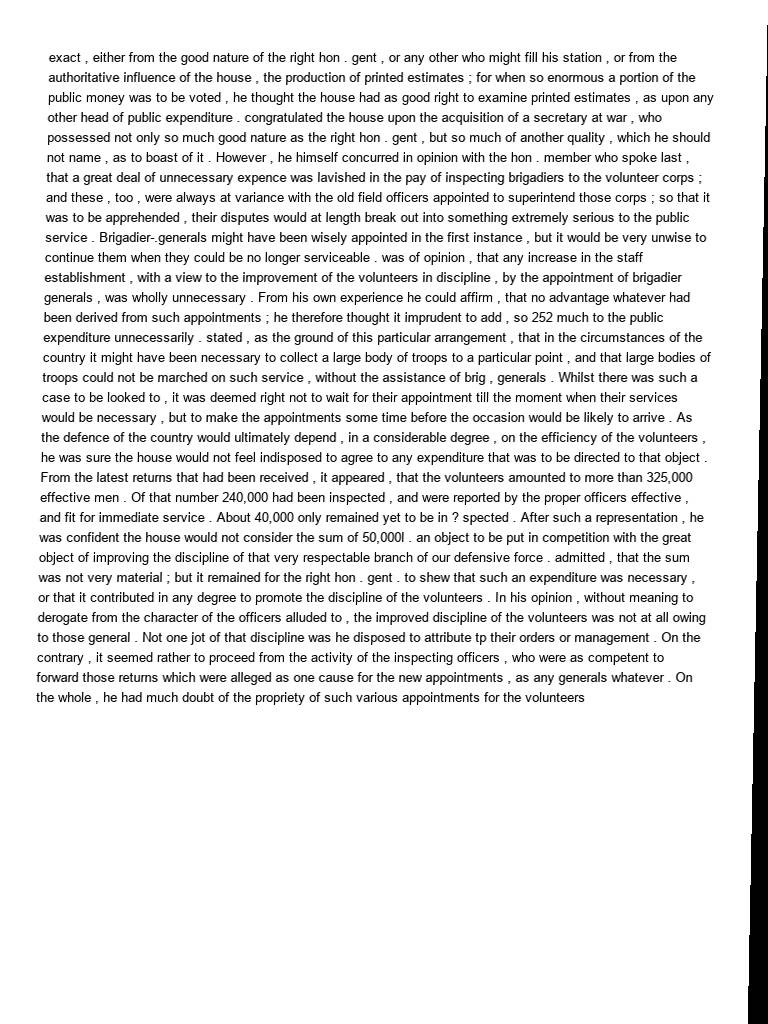 exact , either from the good nature of the right hon . gent , or any other who might fill his station , or from the
authoritative influence of the house , the production of printed estimates ; for when so enormous a portion of the
public money was to be voted , he thought the house had as good right to examine printed estimates , as upon any
other head of public expenditure . congratulated the house upon the acquisition of a secretary at war , who
possessed not only so much good nature as the right hon . gent , but so much of another quality , which he should
not name , as to boast of it . However , he himself concurred in opinion with the hon . member who spoke last ,
that a great deal of unnecessary expence was lavished in the pay of inspecting brigadiers to the volunteer corps ;
and these , too , were always at variance with the old field officers appointed to superintend those corps ; so that it
was to be apprehended , their disputes would at length break out into something extremely serious to the public
service . Brigadier-.generals might have been wisely appointed in the first instance , but it would be very unwise to
continue them when they could be no longer serviceable . was of opinion , that any increase in the staff
establishment , with a view to the improvement of the volunteers in discipline , by the appointment of brigadier
generals , was wholly unnecessary . From his own experience he could affirm , that no advantage whatever had
been derived from such appointments ; he therefore thought it imprudent to add , so 252 much to the public
expenditure unnecessarily . stated , as the ground of this particular arrangement , that in the circumstances of the
country it might have been necessary to collect a large body of troops to a particular point , and that large bodies of
troops could not be marched on such service , without the assistance of brig , generals . Whilst there was such a
case to be looked to , it was deemed right not to wait for their appointment till the moment when their services
would be necessary , but to make the appointments some time before the occasion would be likely to arrive . As
the defence of the country would ultimately depend , in a considerable degree , on the efficiency of the volunteers ,
he was sure the house would not feel indisposed to agree to any expenditure that was to be directed to that object .
From the latest returns that had been received , it appeared , that the volunteers amounted to more than 325,000
effective men . Of that number 240,000 had been inspected , and were reported by the proper officers effective ,
and fit for immediate service . About 40,000 only remained yet to be in ? spected . After such a representation , he
was confident the house would not consider the sum of 50,000l . an object to be put in competition with the great
object of improving the discipline of that very respectable branch of our defensive force . admitted , that the sum
was not very material ; but it remained for the right hon . gent . to shew that such an expenditure was necessary ,
or that it contributed in any degree to promote the discipline of the volunteers . In his opinion , without meaning to
derogate from the character of the officers alluded to , the improved discipline of the volunteers was not at all owing
to those general . Not one jot of that discipline was he disposed to attribute tp their orders or management . On the
contrary , it seemed rather to proceed from the activity of the inspecting officers , who were as competent to
forward those returns which were alleged as one cause for the new appointments , as any generals whatever . On
the whole , he had much doubt of the propriety of such various appointments for the volunteers